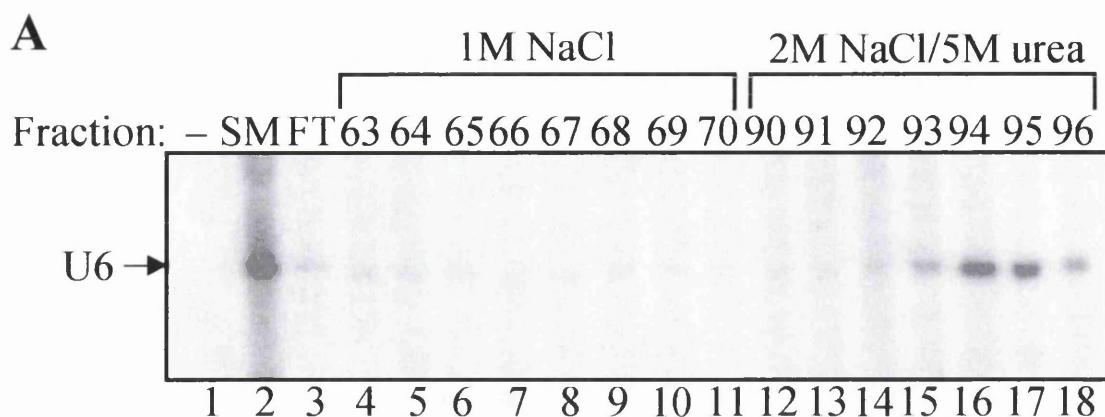 A
1M NaCl 2M NaCl/5M urea
Fraction: – SM FT 63 64 65 66 67 68 69 70 90 91 92 93 94 95 96
U6
1 2 3 4 5 6 7 8 9 10 11 12 13 14 15 16 17 18